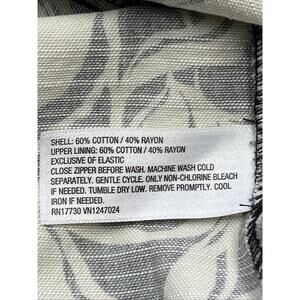 SHELL: 60% COTTON / 40% RAYON
UPPER LINING: 60% COTTON / 40% RAYON
EXCLUSIVE OF ELASTIC
CLOSE ZIPPER BEFORE WASH. MACHINE WASH COLD
SEPARATELY. GENTLE CYCLE. ONLY NON-CHLORINE BLEACH
IF NEEDED. TUMBLE DRY LOW. REMOVE PROMPTLY. COOL
IRON IF NEEDED.
RN17730 VN1247024